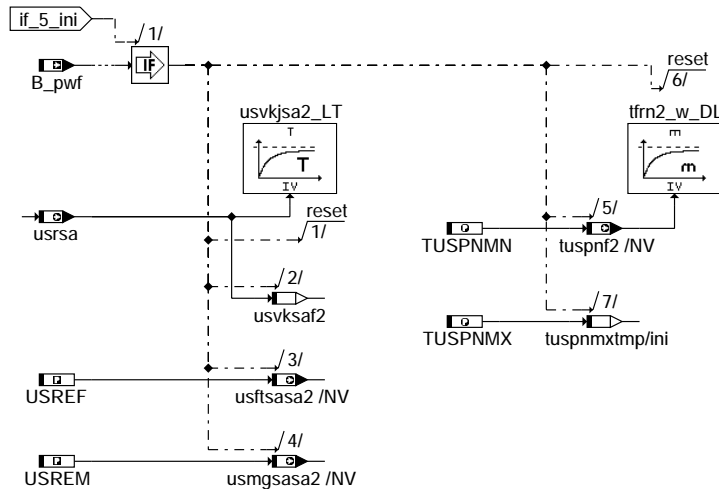 if_5_ini
/1/
reset
B_pwf
IF
6/
usvkjsa2_LT
tfrn2_w_DL
T
m
T
m
IV
IV
reset
/5/
usrsa
1/
TUSPNMN
tuspnf2 /NV
/2/
/7/
usvksaf2
TUSPNMX
tuspnmxtmp/ini
/3/
USREF
usftsasa2 /NV
/4/
USREM
usmgsasa2 /NV